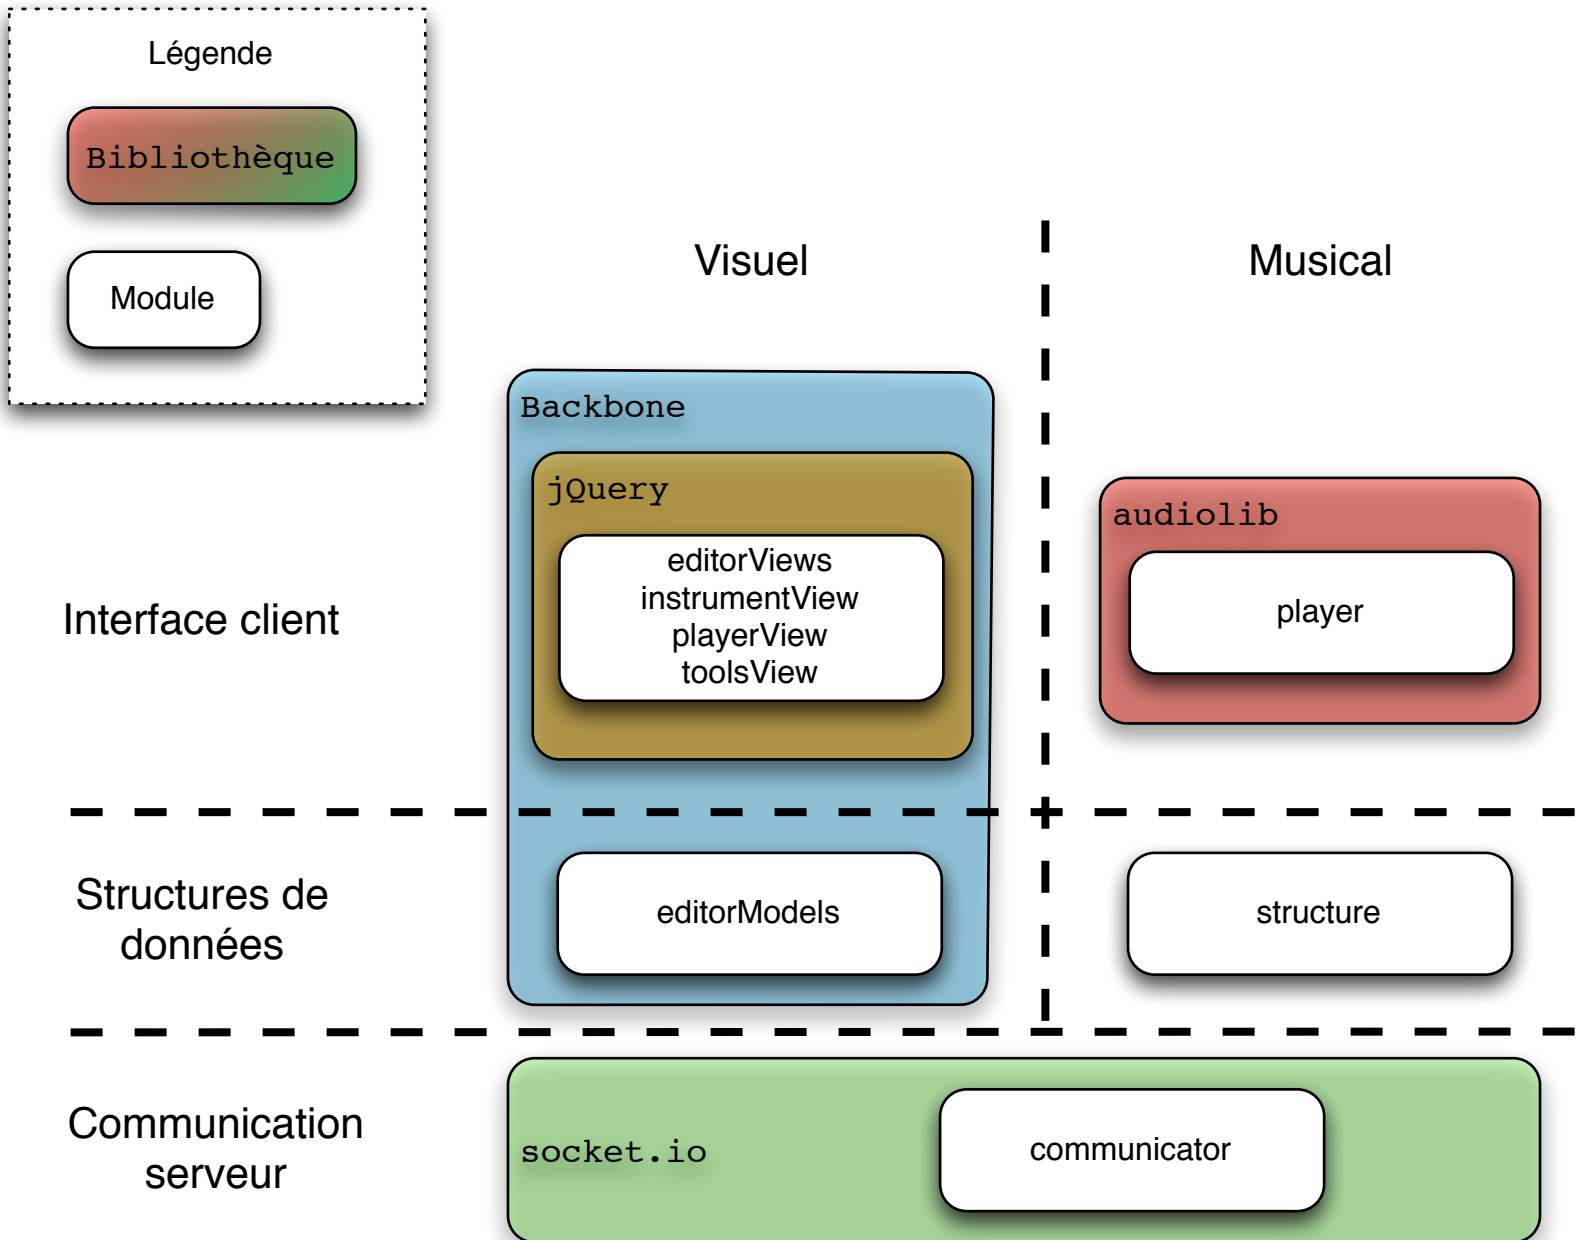 Légende
Bibliothèque
Module
Visuel
Musical
Backbone
jQuery
editorViews
instrumentView
playerView
toolsView
audiolib
player
Interface client
Structures de
données
editorModels
structure
Communication
serveur
socket.io
communicator